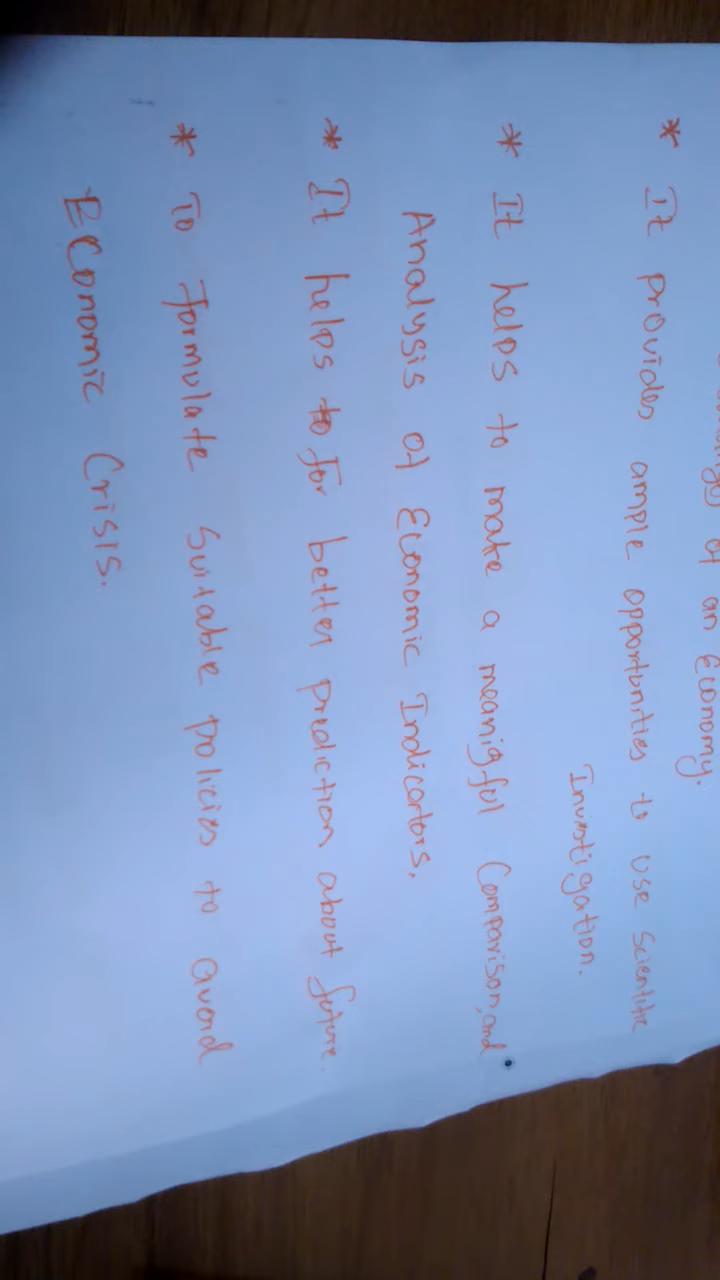 of an Economy.
* It provides ample opportunities to use scientific
Investigation.
* It helps to make a meanigful Comparison, and
Analysis of Economic Indicators.
* It helps to for better prediction about future.
* To formulate suitable policies to avoid
Economic Crisis.